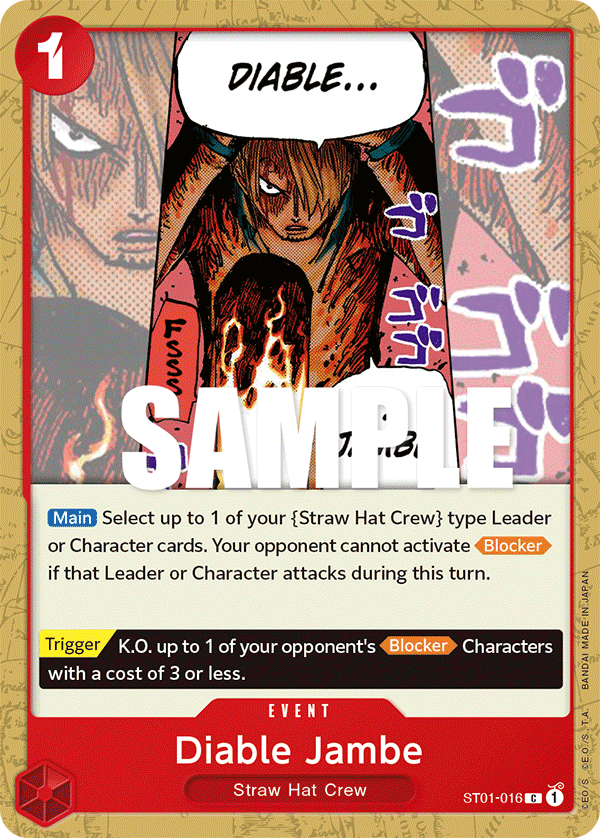 1
DIABLE...
SAMPLE
Main Select up to 1 of your {Straw Hat Crew} type Leader
or Character cards. Your opponent cannot activate Blocker
if that Leader or Character attacks during this turn.
Trigger K.O. up to 1 of your opponent's Blocker Characters
with a cost of 3 or less.
EVENT
Diable Jambe
Straw Hat Crew
ST01-016 C 1
©E.O./S. ©E.O./S., T.A. BANDAI MADE IN JAPAN